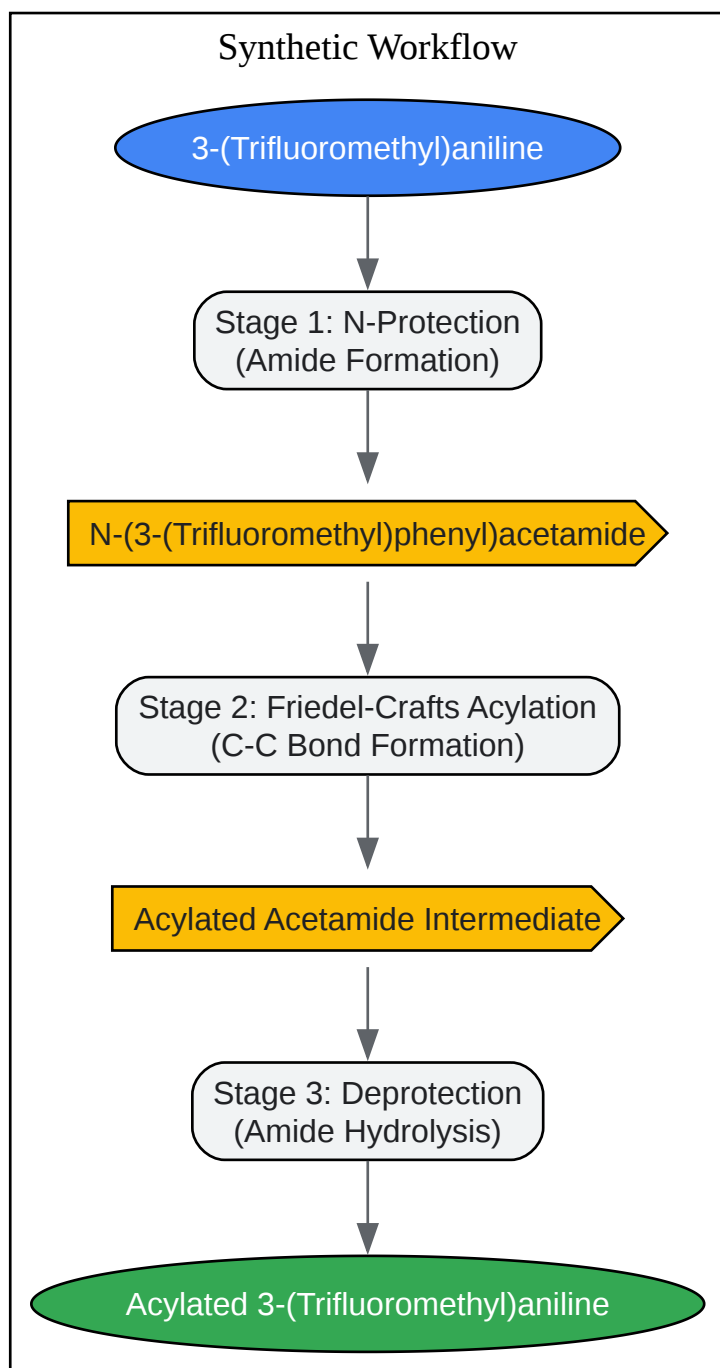 Synthetic Workflow
3-(Trifluoromethyl)aniline
Stage 1: N-Protection
(Amide Formation)
N-(3-(Trifluoromethyl)phenyl)acetamide
Stage 2: Friedel-Crafts Acylation
(C-C Bond Formation)
Acylated Acetamide Intermediate
Stage 3: Deprotection
(Amide Hydrolysis)
Acylated 3-(Trifluoromethyl)aniline